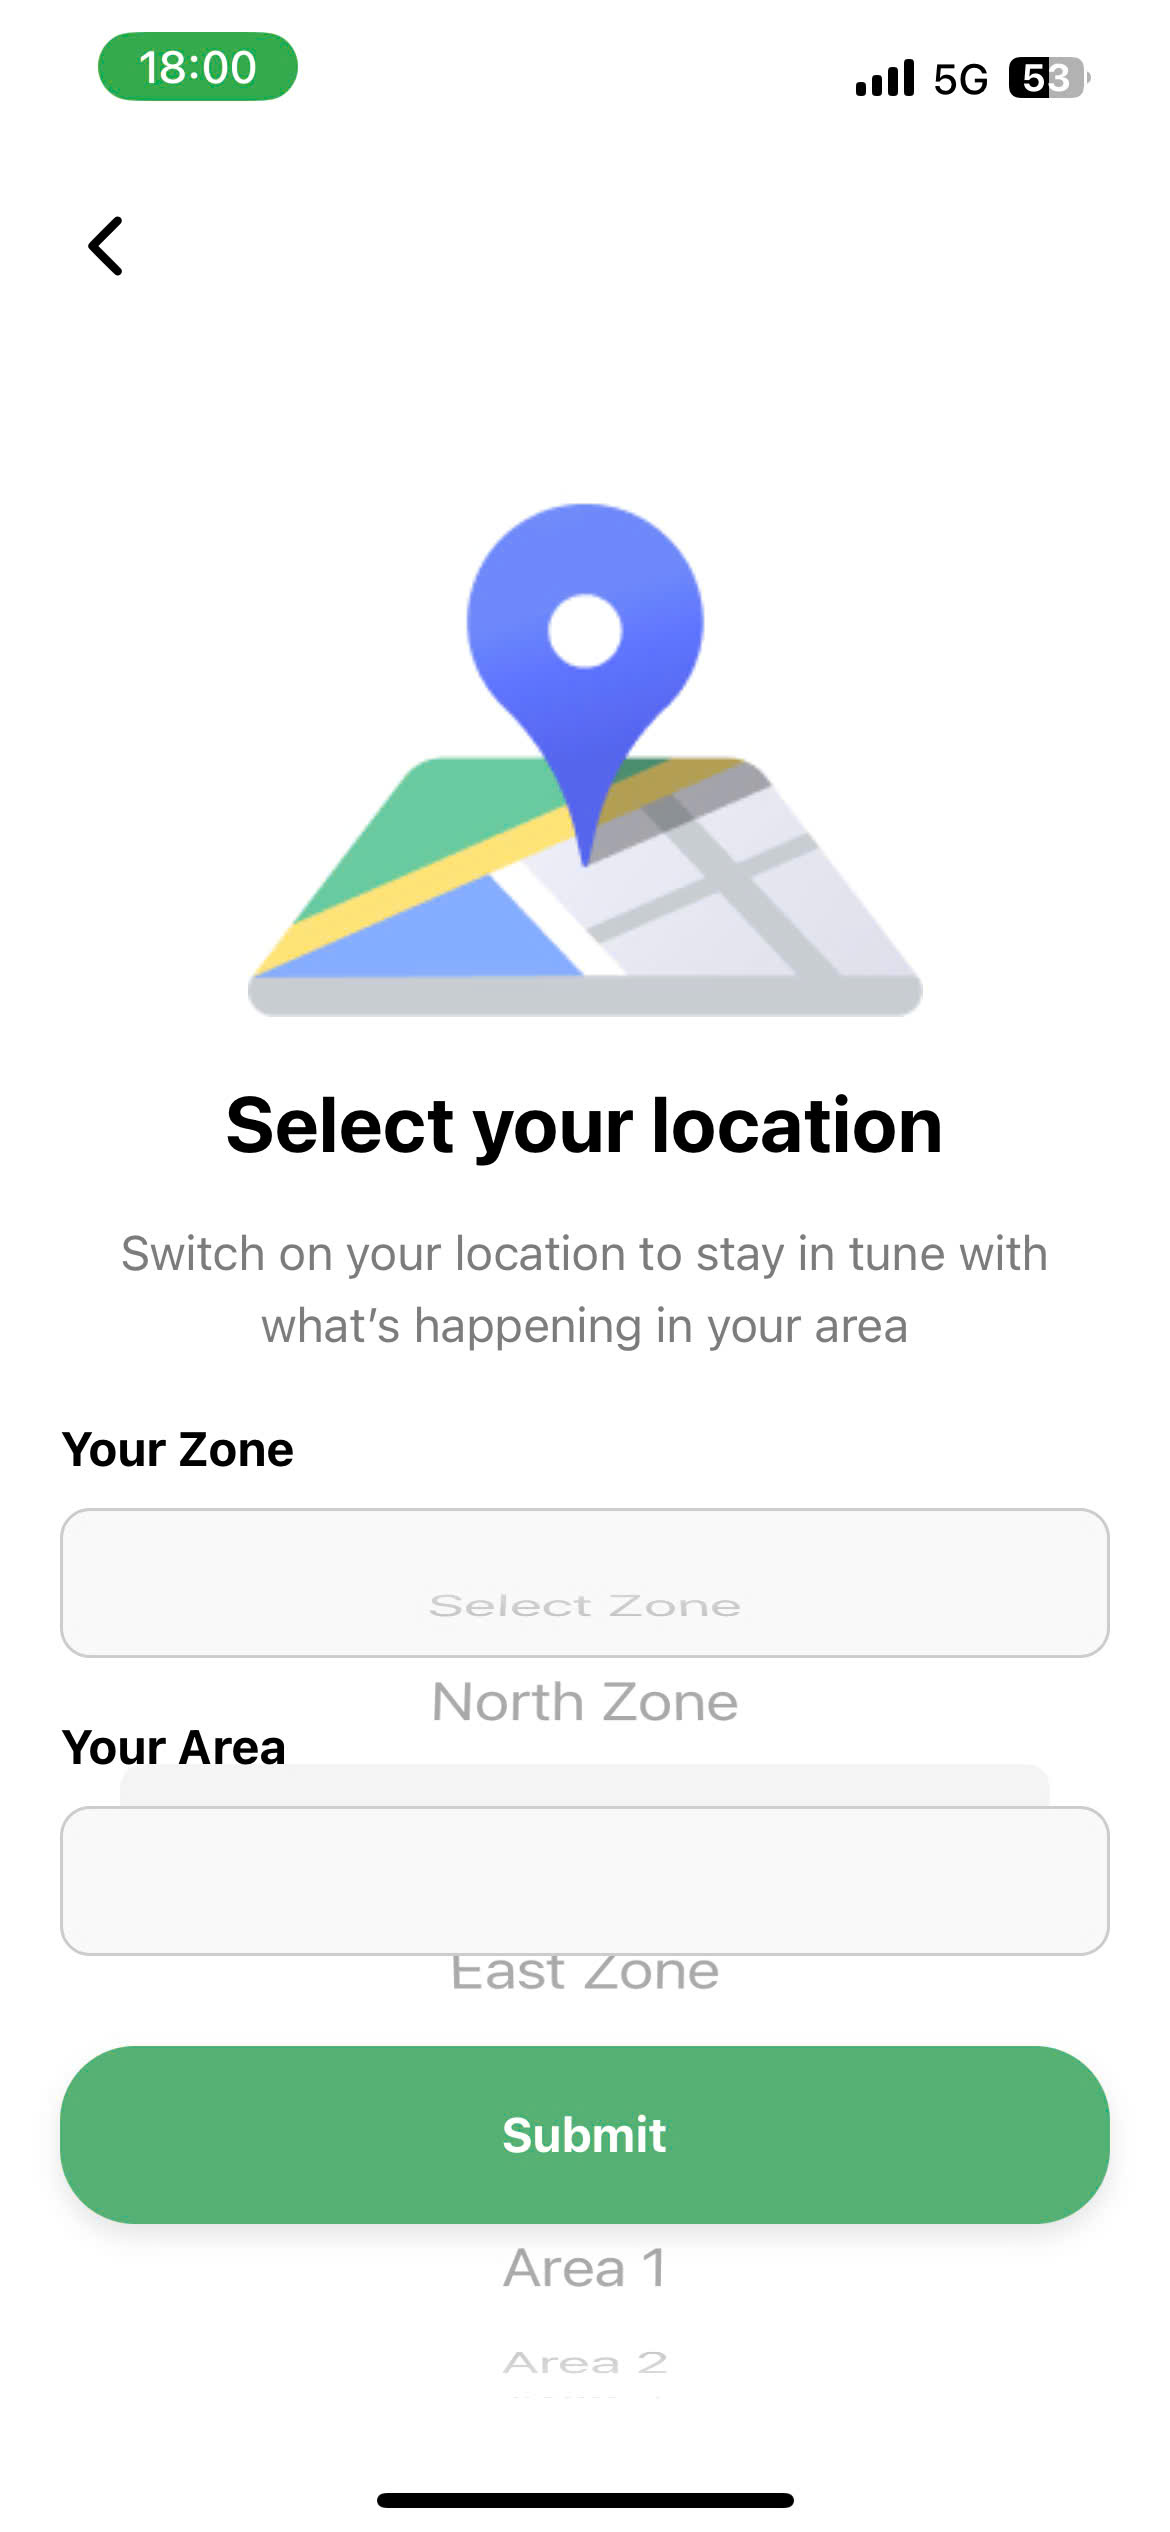 18:00
5G
53
Select your location
Switch on your location to stay in tune with
what's happening in your area
Your Zone
Select Zone
North Zone
Your Area
East Zone
Submit
Area 1
Area 2